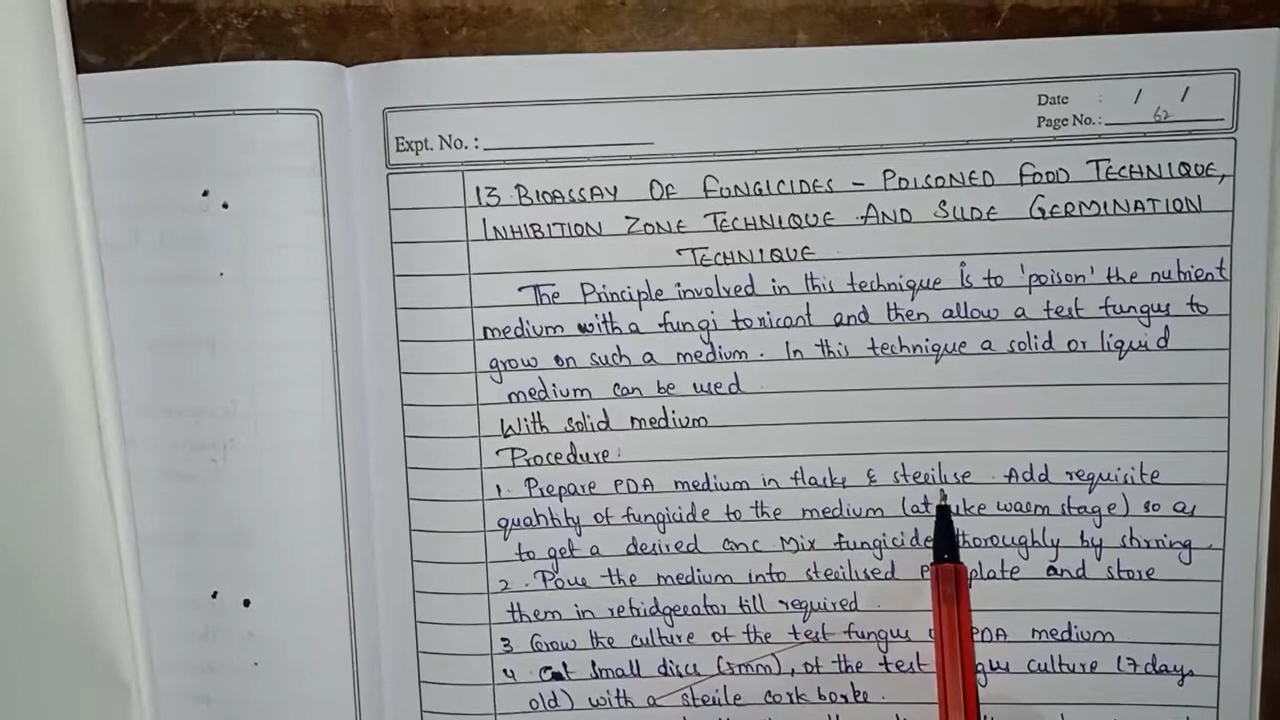 Date : / /
Page No.: 62
Expt. No. :
13. BIOASSAY OF FUNGICIDES - POISONED FOOD TECHNIQUE,
INHIBITION ZONE TECHNIQUE AND SLIDE GERMINATION
TECHNIQUE
The Principle involved in this technique is to 'poison' the nutrient
medium with a fungi toxicant and then allow a test fungus to
grow on such a medium. In this technique a solid or liquid
medium can be used
With solid medium
Procedure:
1. Prepare PDA medium in flasks & sterilise. Add requisite
quantity of fungicide to the medium (at luke warm stage) so as
to get a desired conc Mix fungicide thoroughly by stirring.
2. Pour the medium into sterilised plate and store
them in refridgerator till required.
3 Grow the culture of the test fungus PDA medium
4 Cut small discs (5mm), of the test culture (7 days
old) with a sterile cork borke.